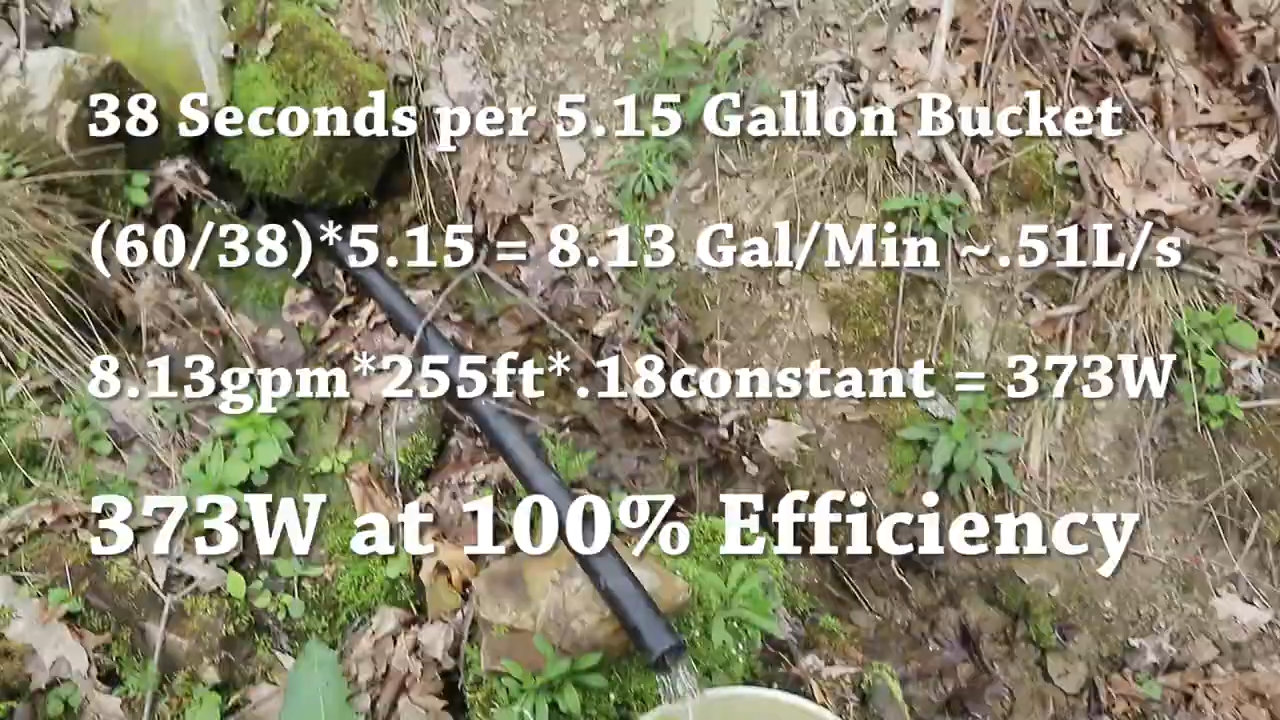 38 Seconds per 5.15 Gallon Bucket
(60/38)*5.15 = 8.13 Gal/Min ~.51L/s
8.13gpm*255ft*.18constant = 373W
373W at 100% Efficiency